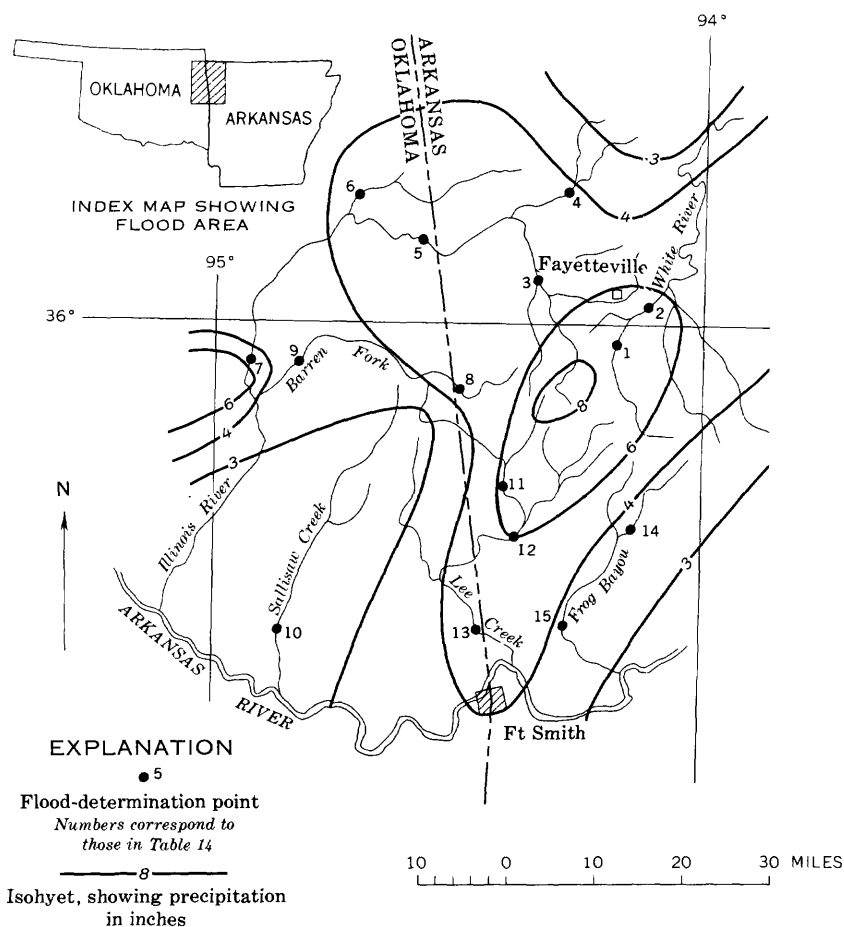 94°
ARKANSAS
OKLAHOMA
OKLAHOMA
ARKANSAS
INDEX MAP SHOWING
FLOOD AREA
3
4
6
4
White River
5
95°
Fayetteville
3
36°
2
1
7
9
Barren Fork
8
8
6
4
3
6
11
4
N
Illinois River
Sallisaw Creek
12
14
3
Lee Creek
Frog Bayou
ARKANSAS RIVER
10
13
15
Ft Smith
EXPLANATION
5
Flood-determination point
Numbers correspond to
those in Table 14
8
Isohyet, showing precipitation
in inches
10 0 10 20 30 MILES